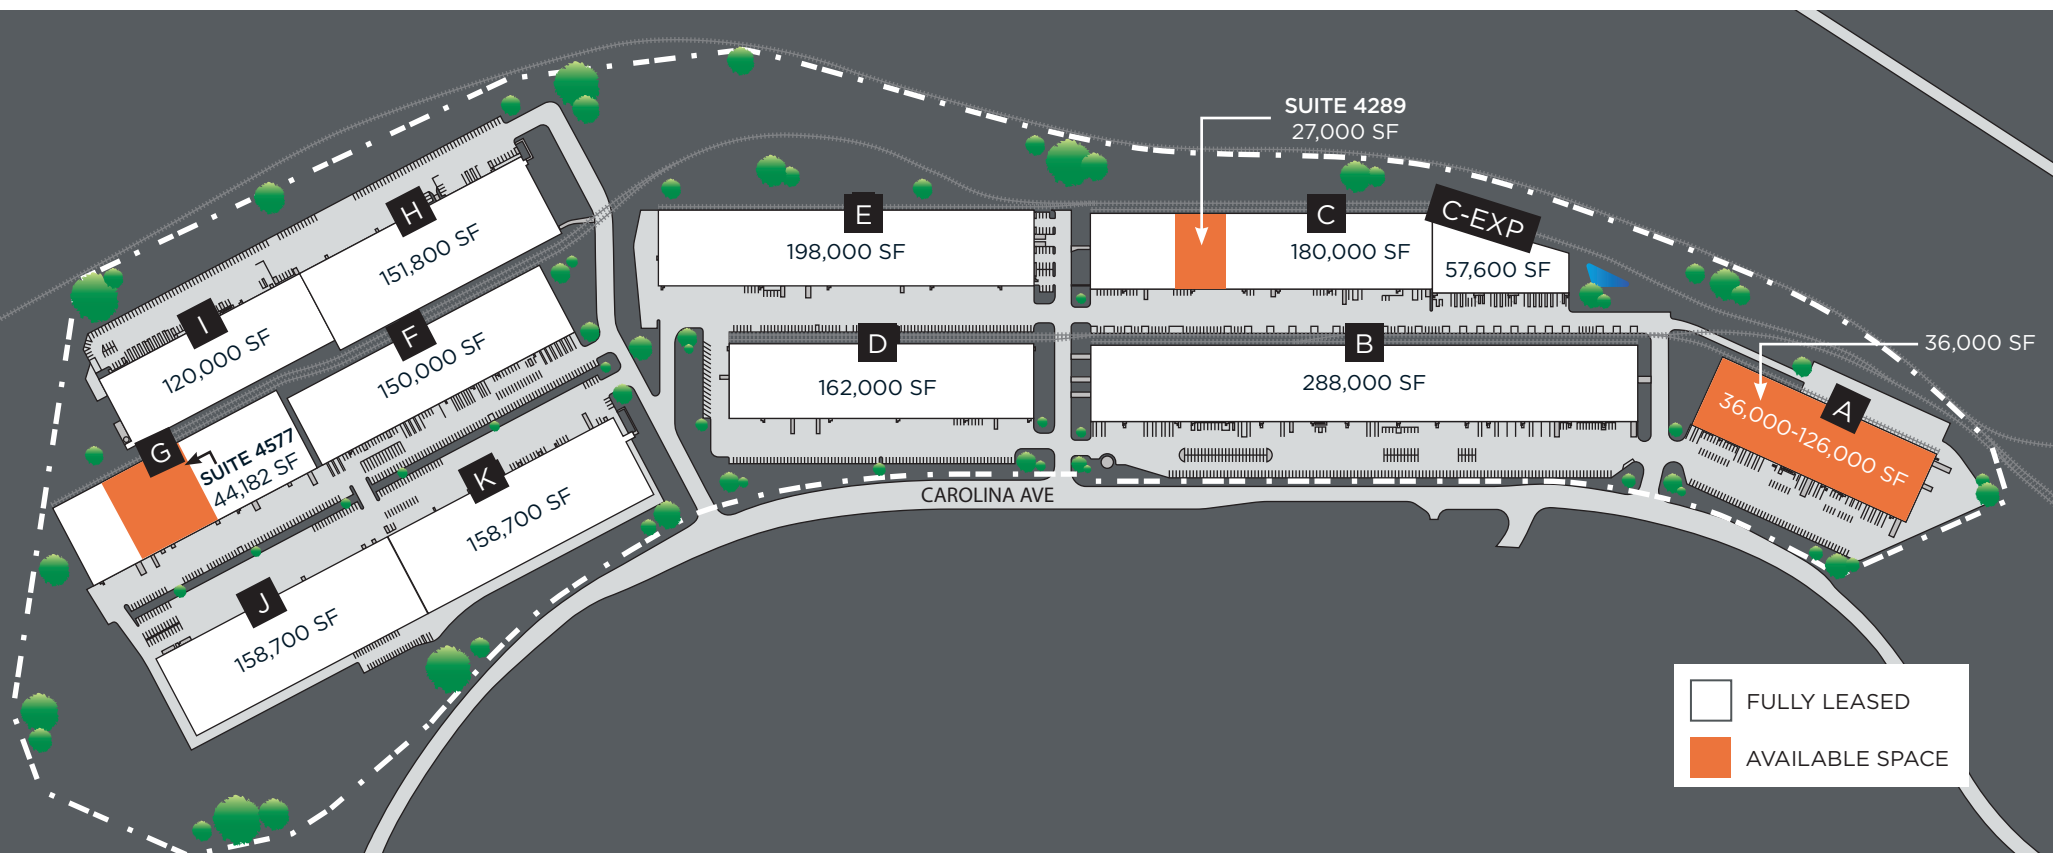 SUITE 4289
27,000 SF
H
151,800 SF
I
120,000 SF
F
150,000 SF
G
SUITE 4577
44,182 SF
K
158,700 SF
J
158,700 SF
E
198,000 SF
D
162,000 SF
C
180,000 SF
C-EXP
57,600 SF
B
288,000 SF
36,000 SF
A
36,000-126,000 SF
CAROLINA AVE
FULLY LEASED
AVAILABLE SPACE